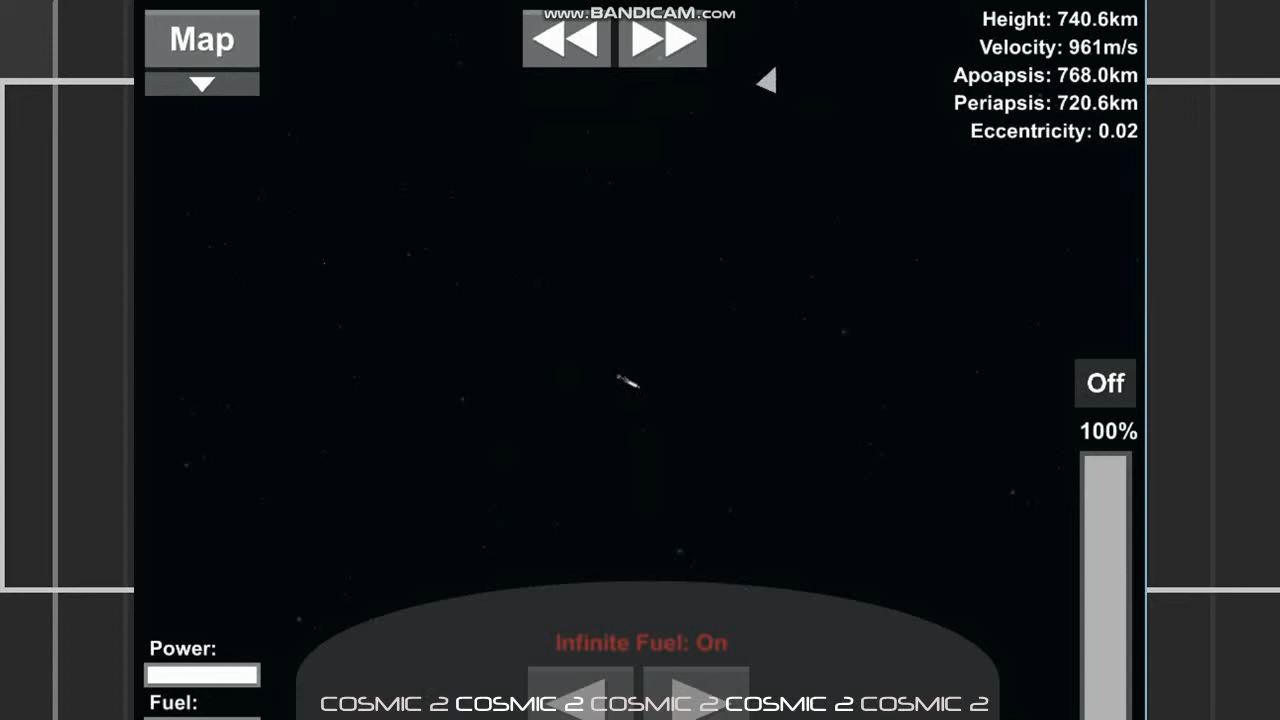 www.BANDICAM.com
Map
Height: 740.6km
Velocity: 961m/s
Apoapsis: 768.0km
Periapsis: 720.6km
Eccentricity: 0.02
Off
100%
Infinite Fuel: On
Power:
Fuel:
COSMIC 2 COSMIC 2 COSMIC 2 COSMIC 2 COSMIC 2